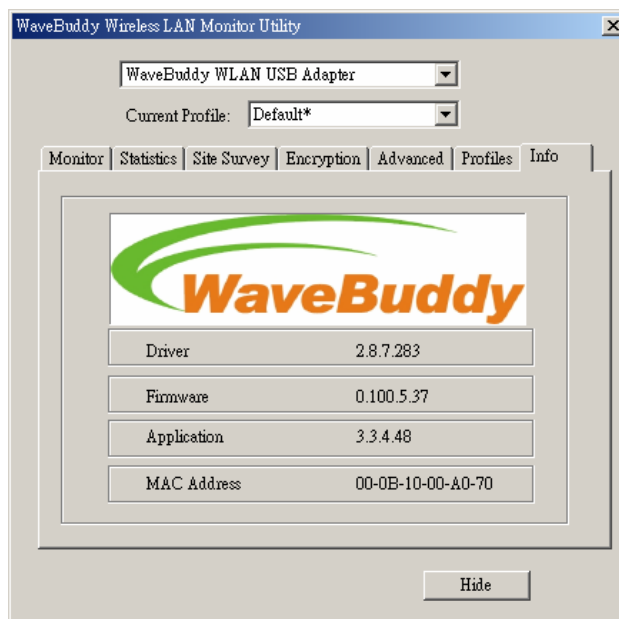 WaveBuddy Wireless LAN Monitor Utility
WaveBuddy WLAN USB Adapter
Current Profile: Default*
Monitor Statistics Site Survey Encryption Advanced Profiles Info
WaveBuddy
Driver 2.8.7.283
Firmware 0.100.5.37
Application 3.3.4.48
MAC Address 00-0B-10-00-A0-70
Hide